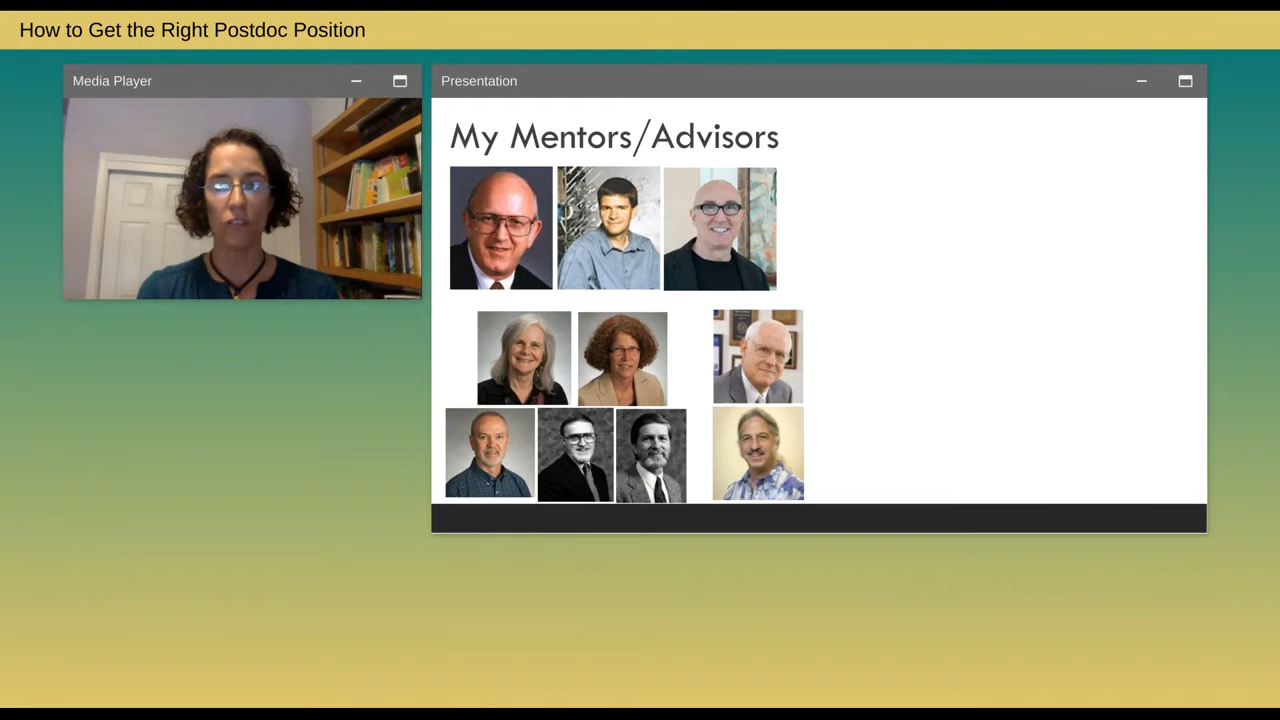 How to Get the Right Postdoc Position
Media Player
Presentation
My Mentors/Advisors